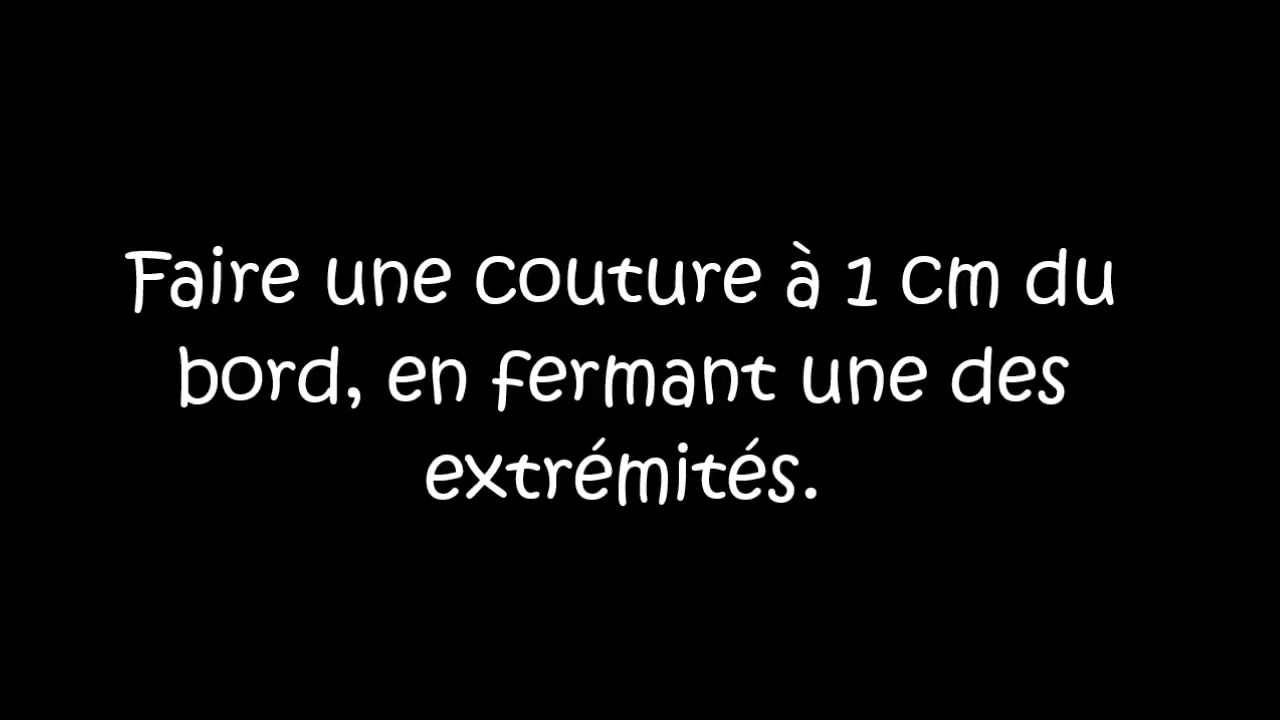 Faire une couture à 1 cm du
bord, en fermant une des
extrémités.